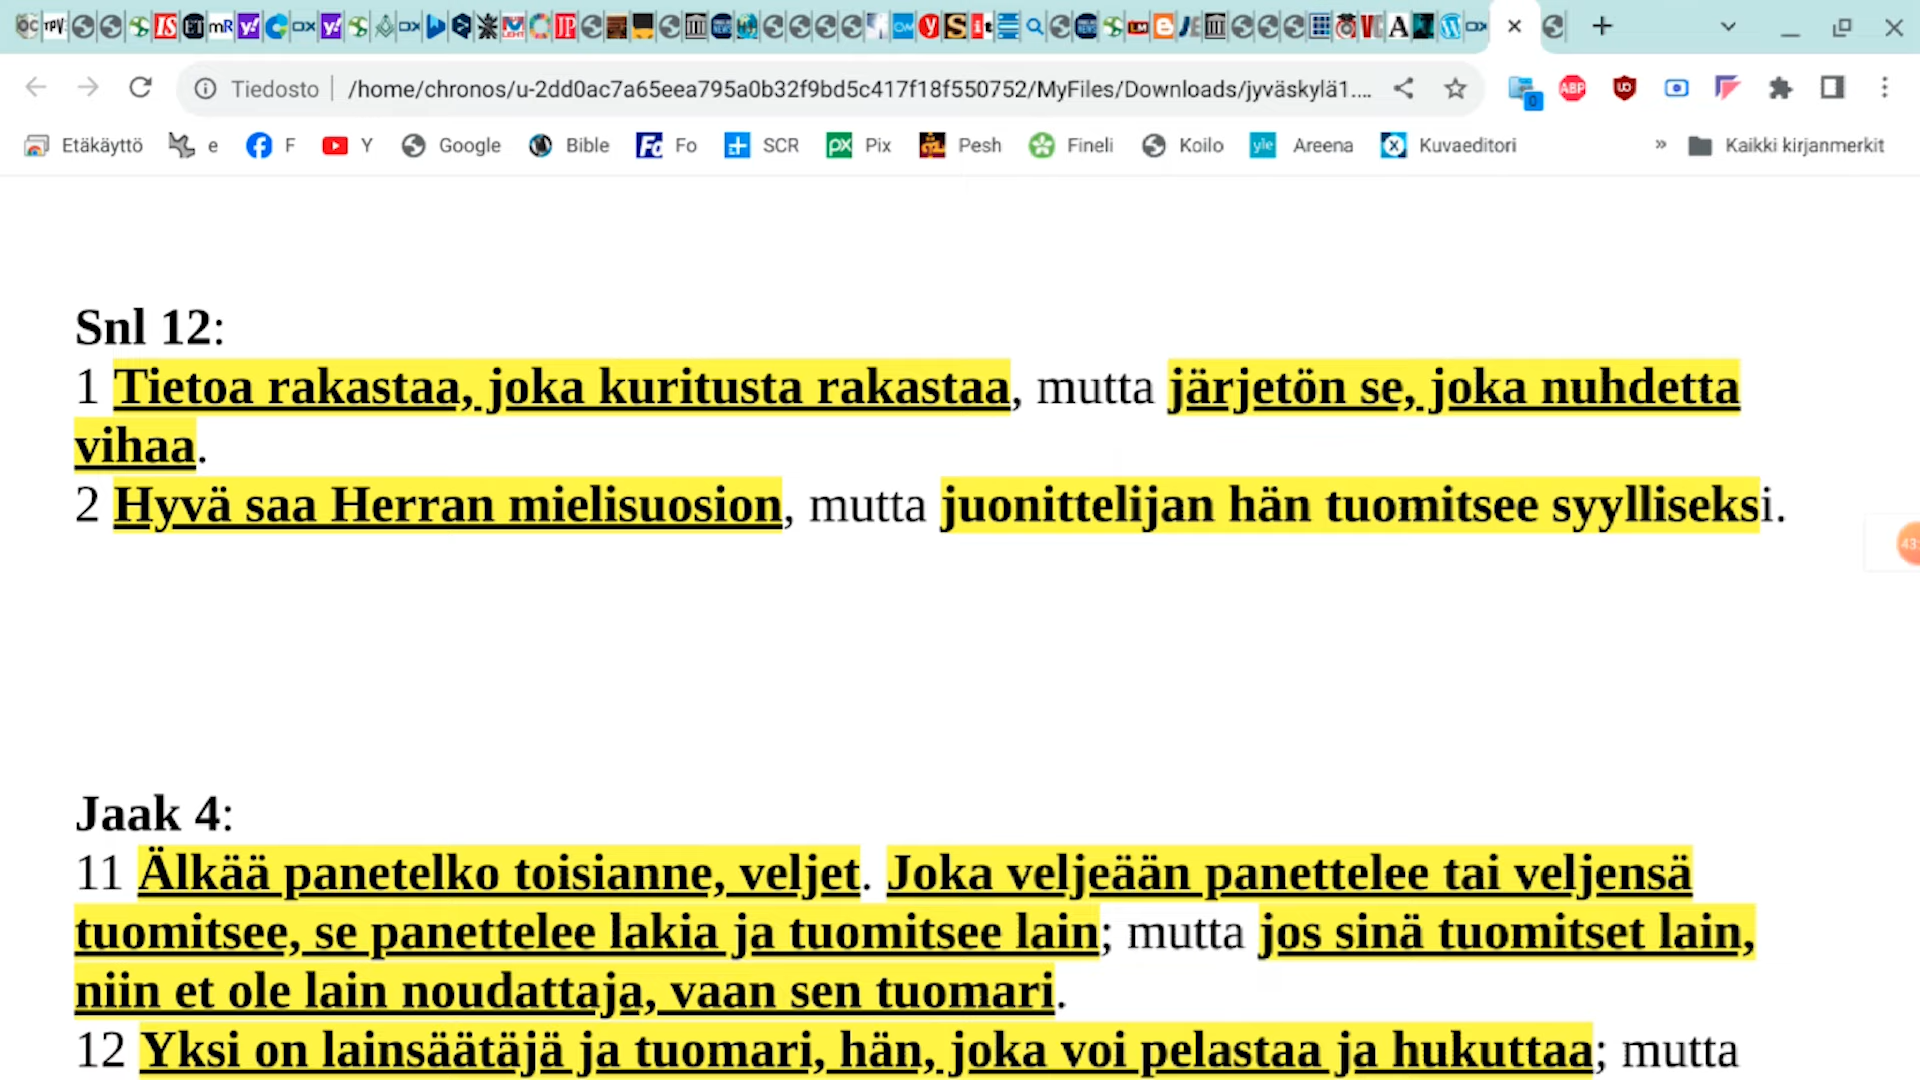 Tiedosto /home/chronos/u-2dd0ac7a65eea795a0b32f9bd5c417f18f550752/MyFiles/Downloads/jyväskylä1....
Etäkäyttö e F Y Google Bible Fo SCR Pix Pesh Fineli Koilo Areena Kuvaeditori » Kaikki kirjanmerkit
Snl 12:
1 Tietoa rakastaa, joka kuritusta rakastaa, mutta järjetön se, joka nuhdetta
vihaa.
2 Hyvä saa Herran mielisuosion, mutta juonittelijan hän tuomitsee syylliseksi.
Jaak 4:
11 Älkää panetelko toisianne, veljet. Joka veljeään panettelee tai veljensä
tuomitsee, se panettelee lakia ja tuomitsee lain; mutta jos sinä tuomitset lain,
niin et ole lain noudattaja, vaan sen tuomari.
12 Yksi on lainsäätäjä ja tuomari, hän, joka voi pelastaa ja hukuttaa; mutta